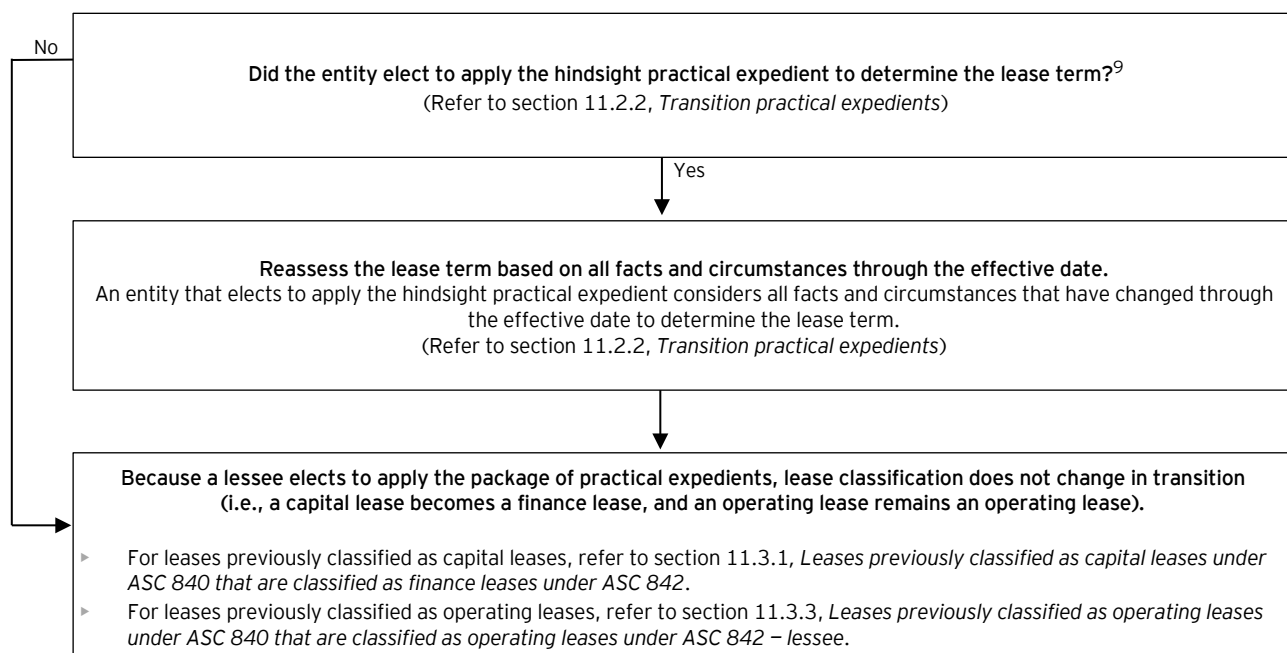 No
Did the entity elect to apply the hindsight practical expedient to determine the lease term?9
(Refer to section 11.2.2, Transition practical expedients)
Yes
Reassess the lease term based on all facts and circumstances through the effective date.
An entity that elects to apply the hindsight practical expedient considers all facts and circumstances that have changed through
the effective date to determine the lease term.
(Refer to section 11.2.2, Transition practical expedients)
Because a lessee elects to apply the package of practical expedients, lease classification does not change in transition
(i.e., a capital lease becomes a finance lease, and an operating lease remains an operating lease).
► For leases previously classified as capital leases, refer to section 11.3.1, Leases previously classified as capital leases under
ASC 840 that are classified as finance leases under ASC 842.
► For leases previously classified as operating leases, refer to section 11.3.3, Leases previously classified as operating leases
under ASC 840 that are classified as operating leases under ASC 842 – lessee.